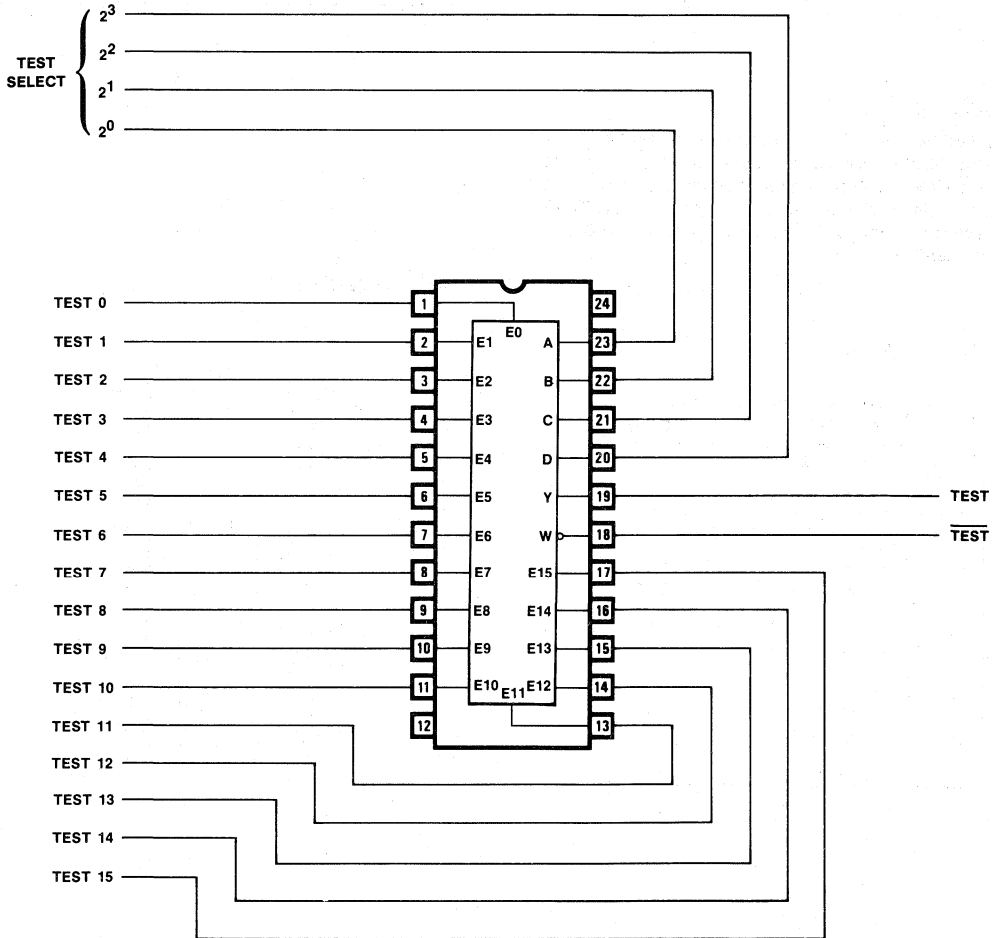 TEST SELECT
2³
2²
2¹
2⁰
TEST 0
TEST 1
TEST 2
TEST 3
TEST 4
TEST 5
TEST 6
TEST 7
TEST 8
TEST 9
TEST 10
TEST 11
TEST 12
TEST 13
TEST 14
TEST 15
1
2
3
4
5
6
7
8
9
10
11
12
E0
E1
E2
E3
E4
E5
E6
E7
E8
E9
E10
E11
A
B
C
D
Y
W
E15
E14
E13
E12
24
23
22
21
20
19
18
17
16
15
14
13
TEST
T̅E̅S̅T̅